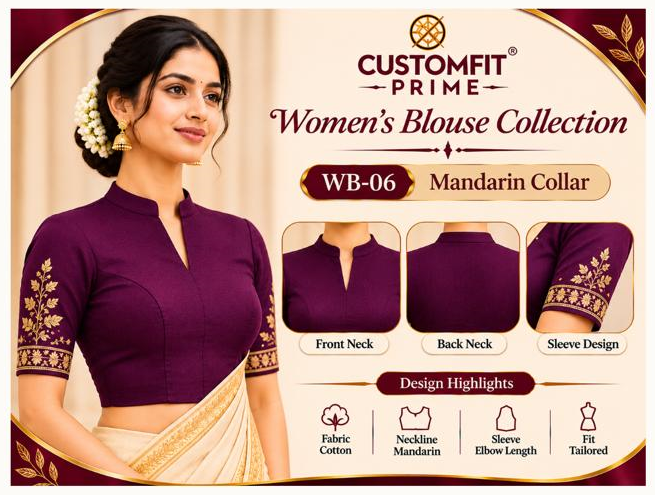 CUSTOMFIT®
PRIME
Women's Blouse Collection
WB-06 Mandarin Collar
Front Neck
Back Neck
Sleeve Design
Design Highlights
Fabric
Cotton
Neckline
Mandarin
Sleeve
Elbow Length
Fit
Tailored